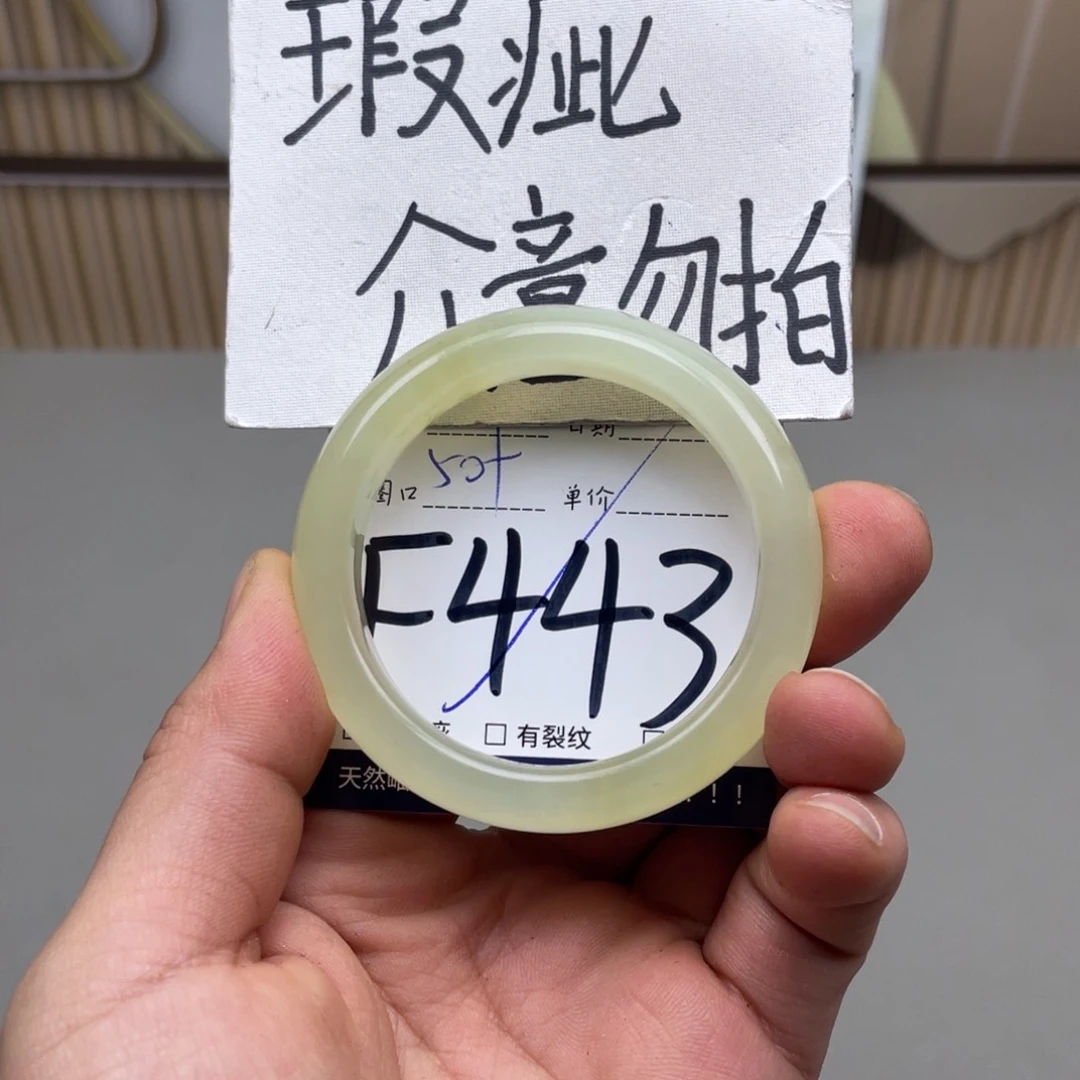 瑕疵
介意勿拍
日期
圈口 50+ 单价
F443
□ 有裂纹 □
天然 ！！